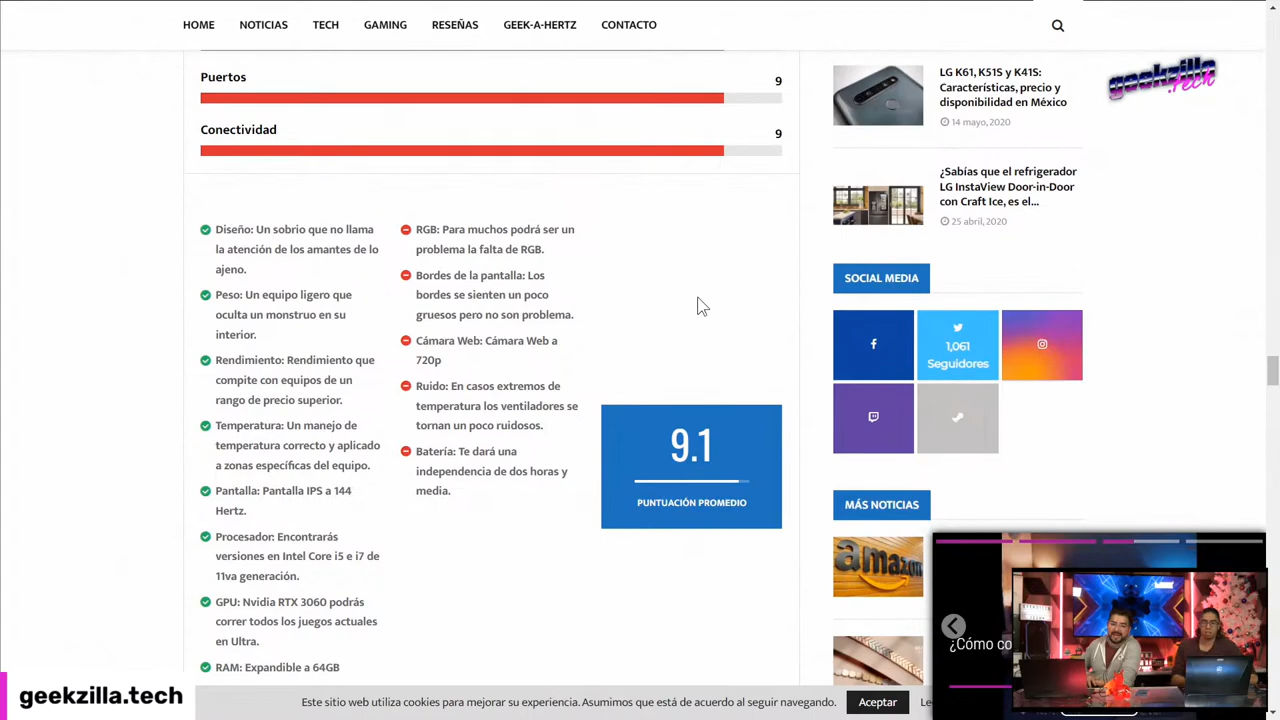 HOME NOTICIAS TECH GAMING RESEÑAS GEEK-A-HERTZ CONTACTO
geekzilla
.tech
Puertos 9
Conectividad 9
Diseño: Un sobrio que no llama
la atención de los amantes de lo
ajeno.
Peso: Un equipo ligero que
oculta un monstruo en su
interior.
Rendimiento: Rendimiento que
compite con equipos de un
rango de precio superior.
Temperatura: Un manejo de
temperatura correcto y aplicado
a zonas específicas del equipo.
Pantalla: Pantalla IPS a 144
Hertz.
Procesador: Encontrarás
versiones en Intel Core i5 e i7 de
11va generación.
GPU: Nvidia RTX 3060 podrás
correr todos los juegos actuales
en Ultra.
RAM: Expandible a 64GB
RGB: Para muchos podrá ser un
problema la falta de RGB.
Bordes de la pantalla: Los
bordes se sienten un poco
gruesos pero no son problema.
Cámara Web: Cámara Web a
720p
Ruido: En casos extremos de
temperatura los ventiladores se
tornan un poco ruidosos.
Batería: Te dará una
independencia de dos horas y
media.
9.1
PUNTUACIÓN PROMEDIO
LG K61, K51S y K41S:
Características, precio y
disponibilidad en México
14 mayo, 2020
¿Sabías que el refrigerador
LG InstaView Door-in-Door
con Craft Ice, es el...
25 abril, 2020
SOCIAL MEDIA
1,061
Seguidores
MÁS NOTICIAS
amazon
¿Cómo co
geekzilla.tech
Este sitio web utiliza cookies para mejorar su experiencia. Asumimos que está de acuerdo al seguir navegando. Aceptar Le